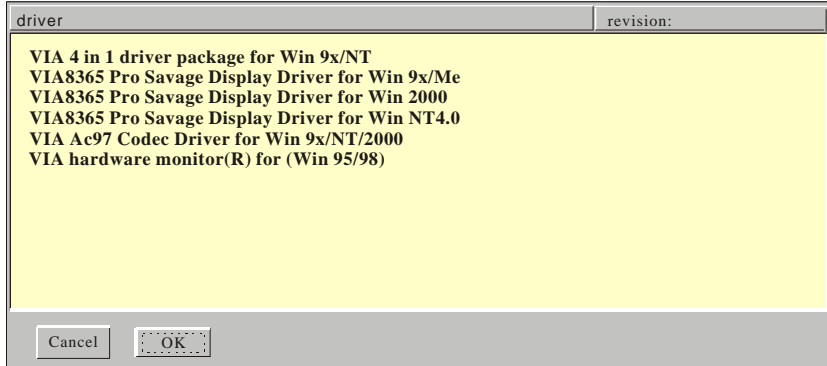 driver revision:
VIA 4 in 1 driver package for Win 9x/NT
VIA8365 Pro Savage Display Driver for Win 9x/Me
VIA8365 Pro Savage Display Driver for Win 2000
VIA8365 Pro Savage Display Driver for Win NT4.0
VIA Ac97 Codec Driver for Win 9x/NT/2000
VIA hardware monitor(R) for (Win 95/98)
Cancel OK